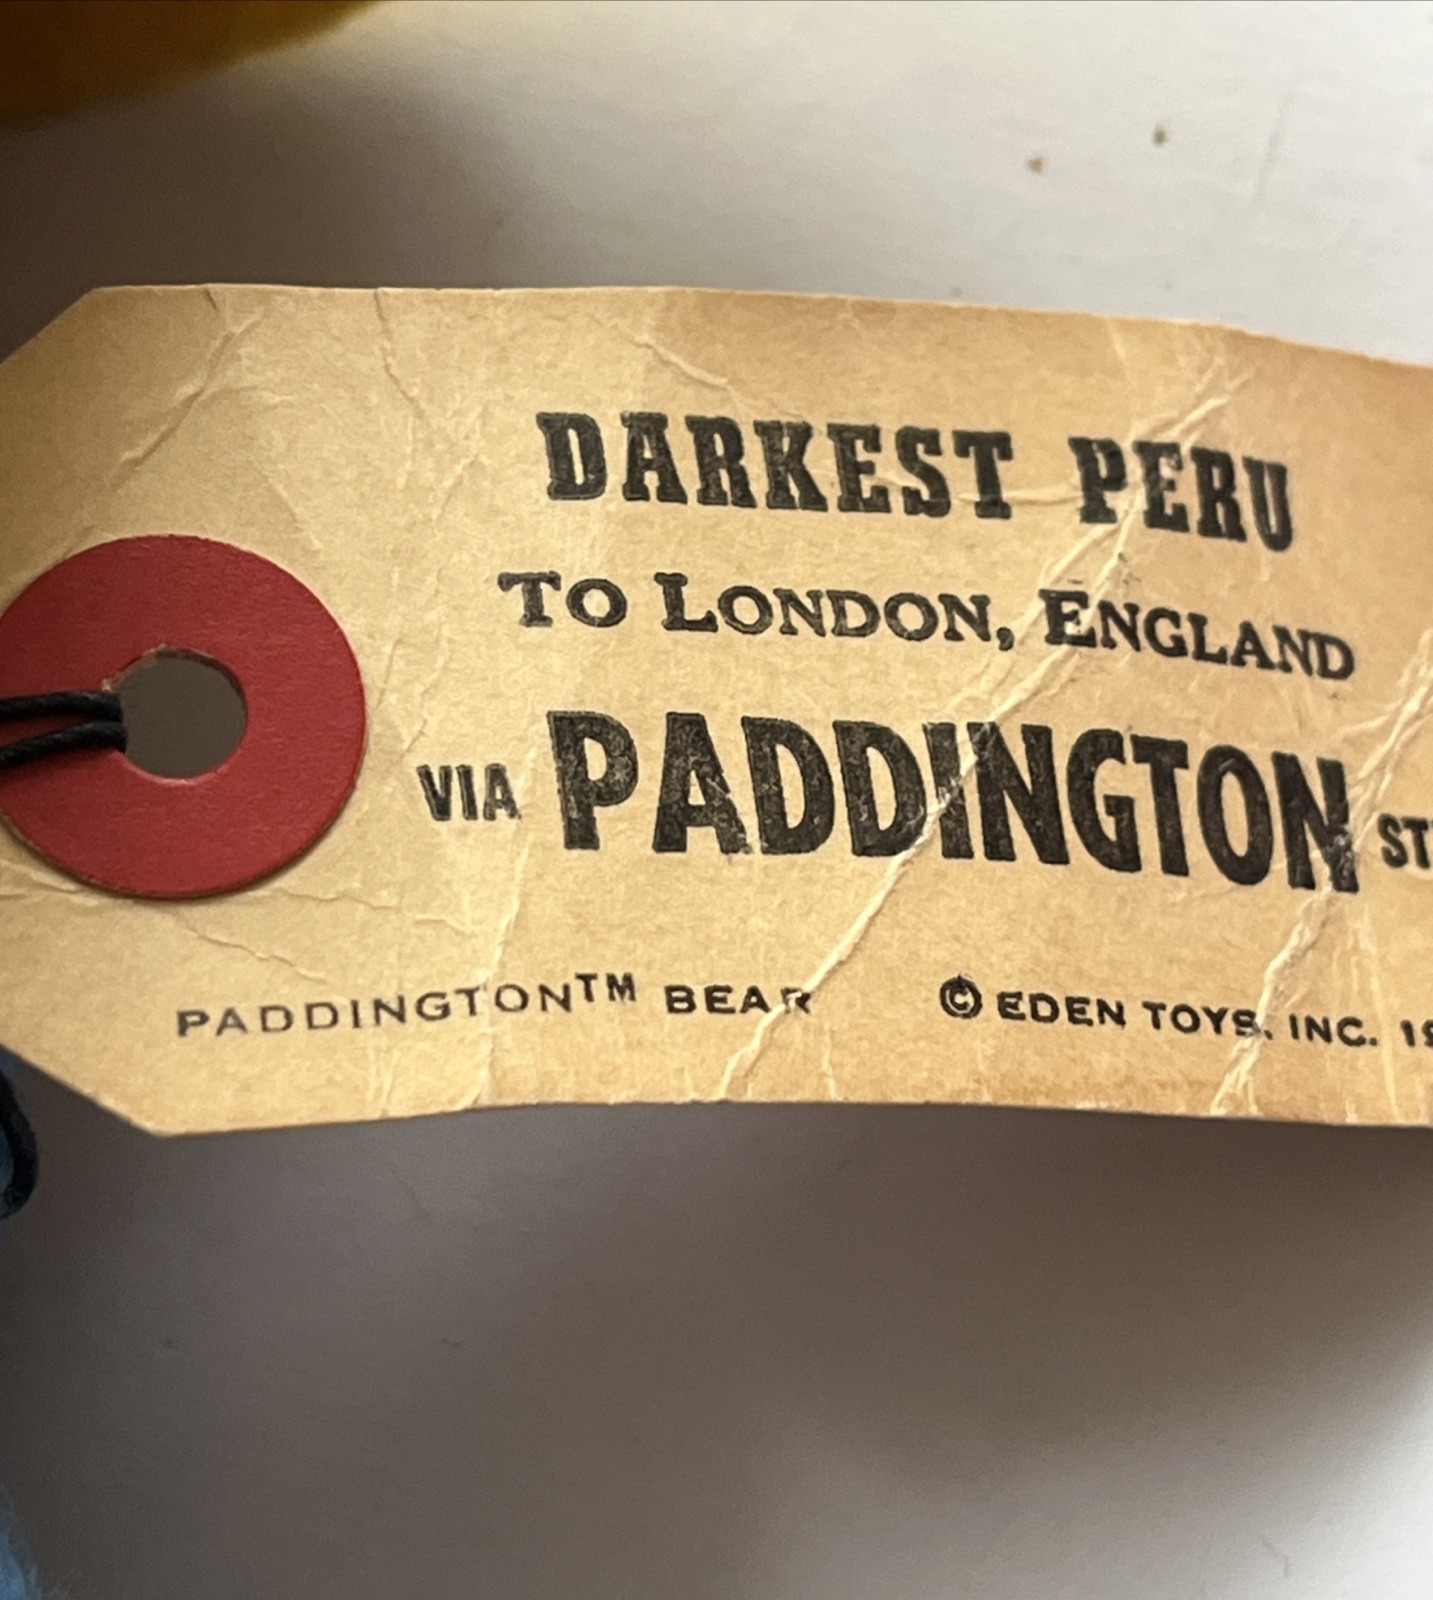 DARKEST PERU
TO LONDON, ENGLAND
VIA PADDINGTON
PADDINGTON™ BEAR © EDEN TOYS, INC.